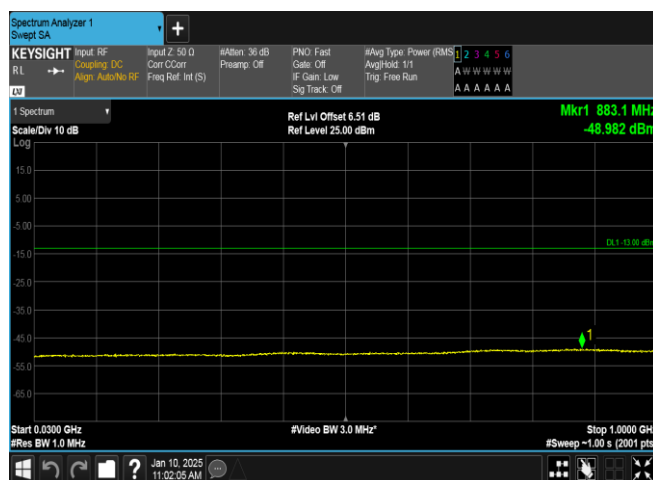 Spectrum Analyzer 1
Swept SA
+
KEYSIGHT
RL
LXI
Input: RF
Coupling: DC
Align: Auto/No RF
Input Z: 50 Ω
Corr CCorr
Freq Ref: Int (S)
#Atten: 36 dB
Preamp: Off
PNO: Fast
Gate: Off
IF Gain: Low
Sig Track: Off
#Avg Type: Power (RMS
Avg|Hold: 1/1
Trig: Free Run
1 2 3 4 5 6
A W W W W W
A A A A A A
1 Spectrum
Scale/Div 10 dB
Log
Ref Lvl Offset 6.51 dB
Ref Level 25.00 dBm
Mkr1 883.1 MHz
-48.982 dBm
15.0
5.00
-5.00
DL1 -13.00 dBm
-15.0
-25.0
-35.0
-45.0
1
-55.0
-65.0
Start 0.0300 GHz
#Res BW 1.0 MHz
#Video BW 3.0 MHz*
Stop 1.0000 GHz
#Sweep ~1.00 s (2001 pts
?
Jan 10, 2025
11:02:05 AM